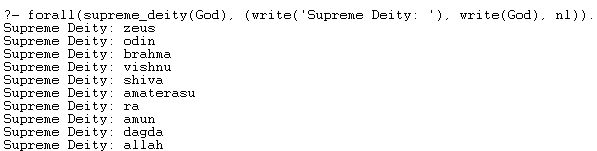 ?- forall(supreme_deity(God), (write('Supreme Deity: '), write(God), nl)).
Supreme Deity: zeus
Supreme Deity: odin
Supreme Deity: brahma
Supreme Deity: vishnu
Supreme Deity: shiva
Supreme Deity: amaterasu
Supreme Deity: ra
Supreme Deity: amun
Supreme Deity: dagda
Supreme Deity: allah